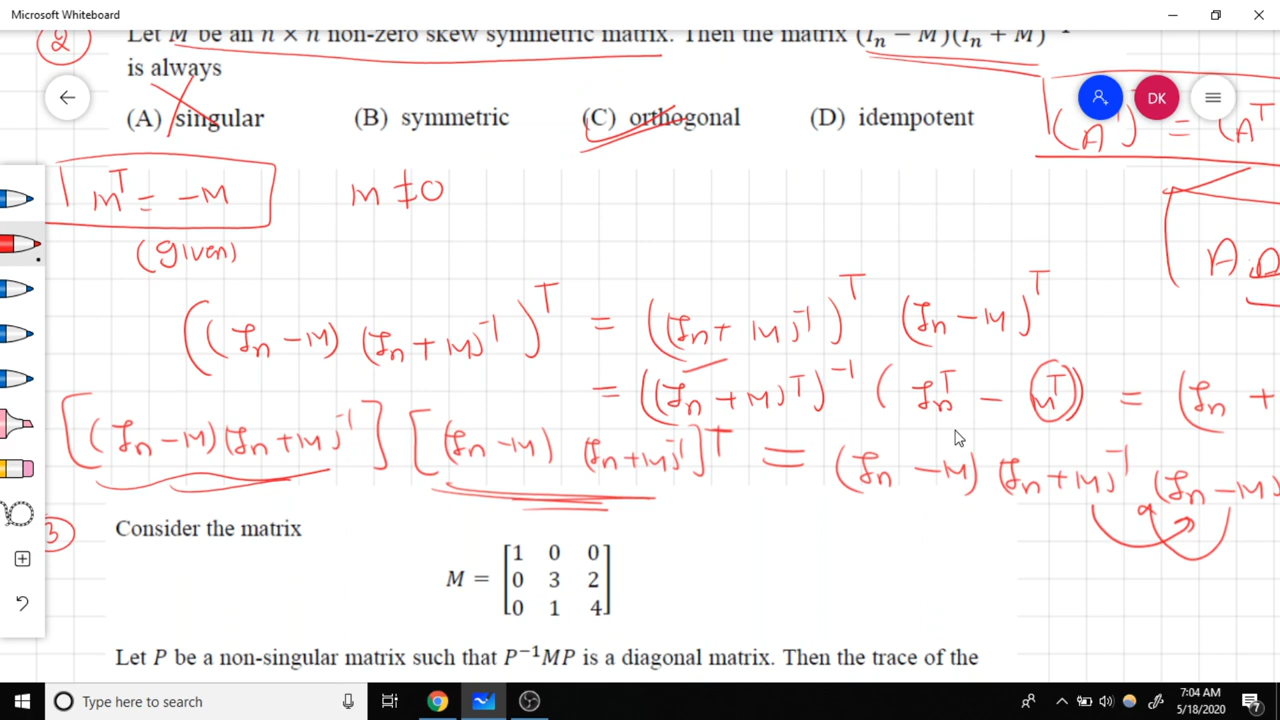 Microsoft Whiteboard
② Let M be an n × n non-zero skew symmetric matrix. Then the matrix (Iₙ − M)(Iₙ + M)⁻¹
is always
(A) singular (B) symmetric (C) orthogonal (D) idempotent
DK
(A )ᵀ = (Aᵀ
mᵀ = -M
m ≠ 0
(given)
A.
((In - M) (In + M)⁻¹)ᵀ = ((In + M)⁻¹)ᵀ (In - M)ᵀ
= ((In + M)ᵀ)⁻¹ (Inᵀ - Mᵀ) = (In +
[(In - M)(In + M)⁻¹] [(In - M) (In + M)⁻¹]ᵀ = (In - M) (In + M)⁻¹ (In - M)
③ Consider the matrix
M = [1 0 0
0 3 2
0 1 4]
Let P be a non-singular matrix such that P⁻¹MP is a diagonal matrix. Then the trace of the
Type here to search
7:04 AM
5/18/2020
7